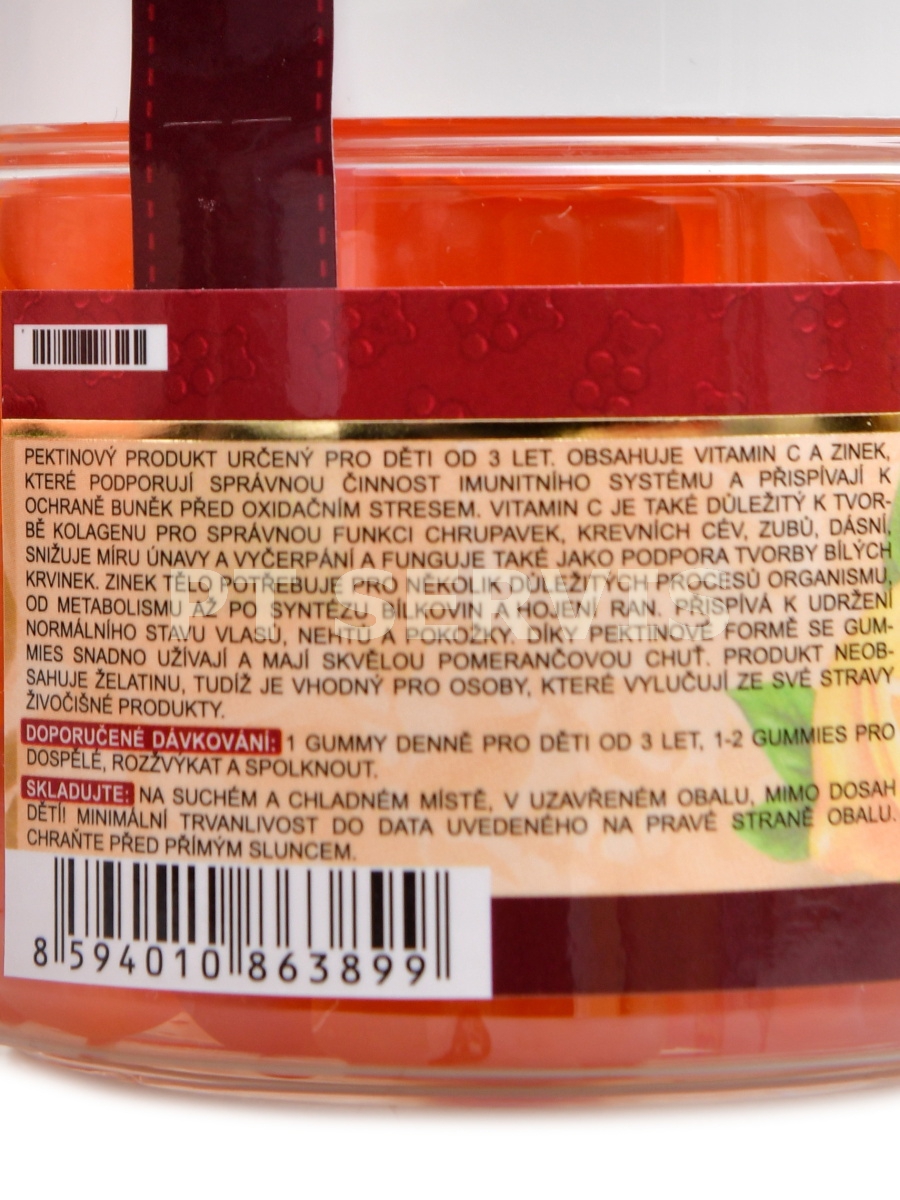 PEKTINOVÝ PRODUKT URČENÝ PRO DĚTI OD 3 LET. OBSAHUJE VITAMIN C A ZINEK,
KTERÉ PODPORUJÍ SPRÁVNOU ČINNOST IMUNITNÍHO SYSTÉMU A PŘISPÍVAJÍ K
OCHRANĚ BUNĚK PŘED OXIDAČNÍM STRESEM. VITAMIN C JE TAKÉ DŮLEŽITÝ K TVOR-
BĚ KOLAGENU PRO SPRÁVNOU FUNKCI CHRUPAVEK, KREVNÍCH CÉV, ZUBŮ, DÁSNÍ,
SNIŽUJE MÍRU ÚNAVY A VYČERPÁNÍ A FUNGUJE TAKÉ JAKO PODPORA TVORBY BÍLÝCH
KRVINEK. ZINEK TĚLO POTŘEBUJE PRO NĚKOLIK DŮLEŽITÝCH PROCESŮ ORGANISMU,
OD METABOLISMU AŽ PO SYNTÉZU BÍLKOVIN A HOJENÍ RAN. PŘISPÍVÁ K UDRŽENÍ
PT SERVIS
NORMÁLNÍHO STAVU VLASŮ, NEHTŮ A POKOŽKY. DÍKY PEKTINOVÉ FORMĚ SE GUM-
MIES SNADNO UŽÍVAJÍ A MAJÍ SKVĚLOU POMERANČOVOU CHUŤ. PRODUKT NEOB-
SAHUJE ŽELATINU, TUDÍŽ JE VHODNÝ PRO OSOBY, KTERÉ VYLUČUJÍ ZE SVÉ STRAVY
ŽIVOČIŠNÉ PRODUKTY.
DOPORUČENÉ DÁVKOVÁNÍ: 1 GUMMY DENNĚ PRO DĚTI OD 3 LET, 1-2 GUMMIES PRO
DOSPĚLÉ, ROZŽVÝKAT A SPOLKNOUT.
SKLADUJTE: NA SUCHÉM A CHLADNÉM MÍSTĚ, V UZAVŘENÉM OBALU, MIMO DOSAH
DĚTÍ! MINIMÁLNÍ TRVANLIVOST DO DATA UVEDENÉHO NA PRAVÉ STRANĚ OBALU.
CHRAŇTE PŘED PŘÍMÝM SLUNCEM.
8 594010 863899